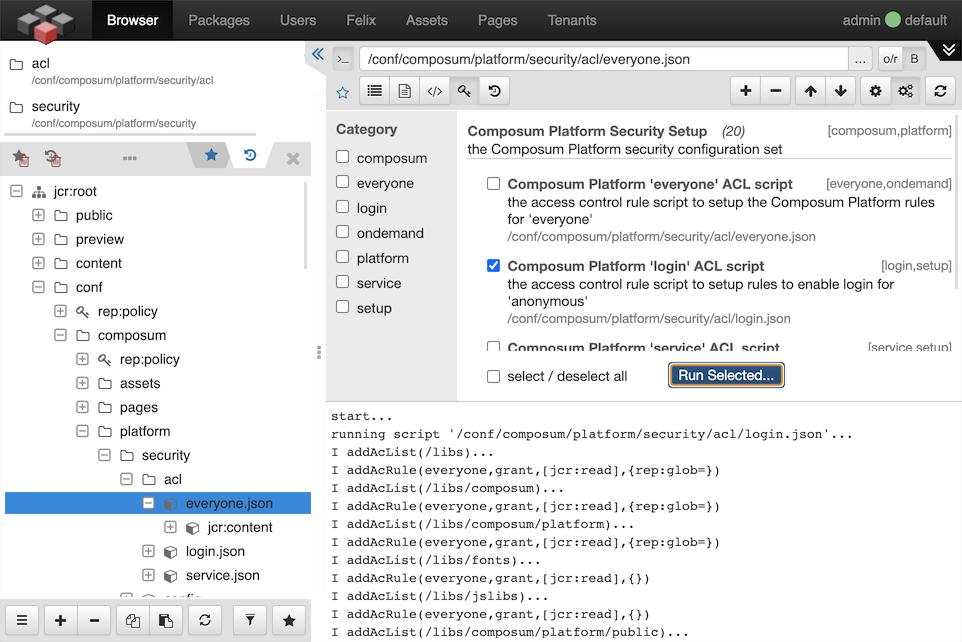 Browser Packages Users Felix Assets Pages Tenants admin default
acl
/conf/composum/platform/security/acl
security
/conf/composum/platform/security
jcr:root
public
preview
content
conf
rep:policy
composum
rep:policy
assets
pages
platform
security
acl
everyone.json
jcr:content
login.json
service.json
/conf/composum/platform/security/acl/everyone.json ... o/r B
Category
composum
everyone
login
ondemand
platform
service
setup
Composum Platform Security Setup (20) [composum,platform]
the Composum Platform security configuration set
Composum Platform 'everyone' ACL script [everyone,ondemand]
the access control rule script to setup the Composum Platform rules
for 'everyone'
/conf/composum/platform/security/acl/everyone.json
Composum Platform 'login' ACL script [login,setup]
the access control rule script to setup rules to enable login for
'anonymous'
/conf/composum/platform/security/acl/login.json
Composum Platform 'service' ACL script [service,setup]
select / deselect all Run Selected...
start...
running script '/conf/composum/platform/security/acl/login.json'...
I addAcList(/libs)...
I addAcRule(everyone,grant,[jcr:read],{rep:glob=})
I addAcList(/libs/composum)...
I addAcRule(everyone,grant,[jcr:read],{rep:glob=})
I addAcList(/libs/composum/platform)...
I addAcRule(everyone,grant,[jcr:read],{rep:glob=})
I addAcList(/libs/fonts)...
I addAcRule(everyone,grant,[jcr:read],{})
I addAcList(/libs/jslibs)...
I addAcRule(everyone,grant,[jcr:read],{})
I addAcList(/libs/composum/platform/public)...